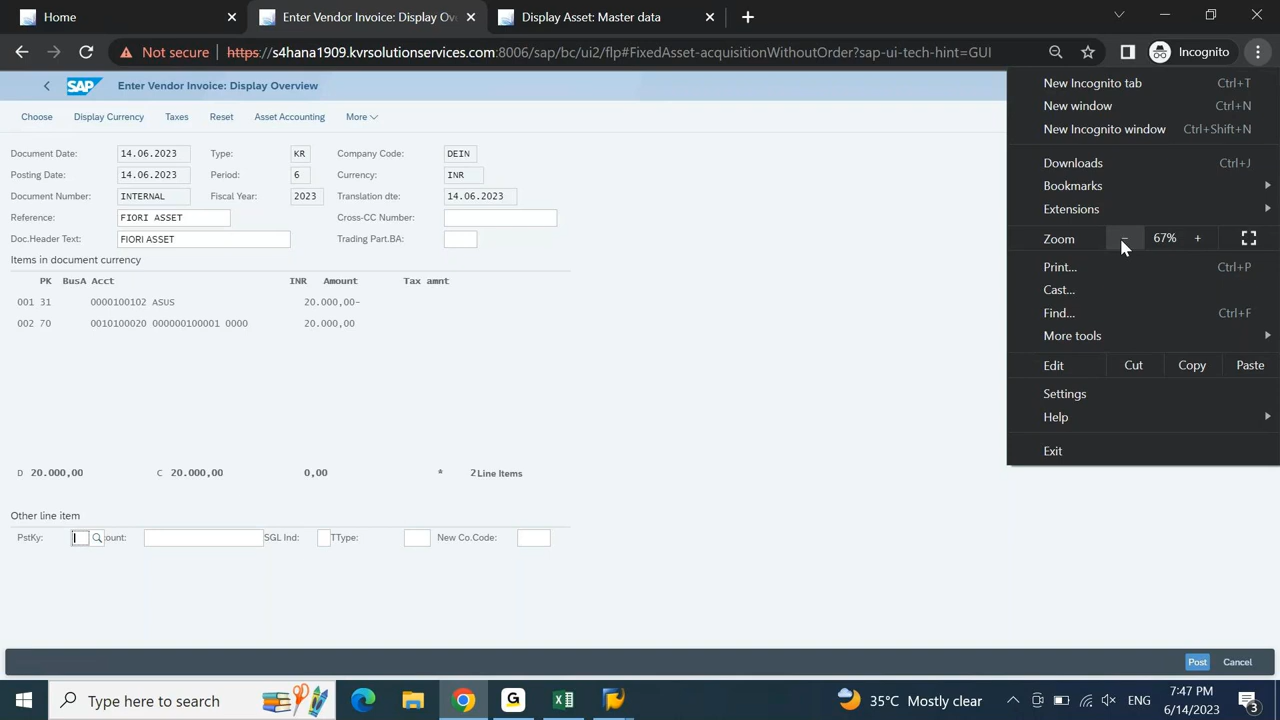 Home
Enter Vendor Invoice: Display Ov
Display Asset: Master data
Not secure https://s4hana1909.kvrsolutionservices.com:8006/sap/bc/ui2/flp#FixedAsset-acquisitionWithoutOrder?sap-ui-tech-hint=GUI Incognito
SAP Enter Vendor Invoice: Display Overview
Choose Display Currency Taxes Reset Asset Accounting More
Document Date: 14.06.2023 Type: KR Company Code: DEIN
Posting Date: 14.06.2023 Period: 6 Currency: INR
Document Number: INTERNAL Fiscal Year: 2023 Translation dte: 14.06.2023
Reference: FIORI ASSET Cross-CC Number:
Doc.Header Text: FIORI ASSET Trading Part.BA:
Items in document currency
PK BusA Acct INR Amount Tax amnt
001 31 0000100102 ASUS 20.000,00-
002 70 0010100020 000000100001 0000 20.000,00
D 20.000,00 C 20.000,00 0,00 * 2 Line Items
Other line item
PstKy: ount: SGL Ind: TType: New Co.Code:
Post Cancel
New Incognito tab Ctrl+T
New window Ctrl+N
New Incognito window Ctrl+Shift+N
Downloads Ctrl+J
Bookmarks
Extensions
Zoom − 67% +
Print... Ctrl+P
Cast...
Find... Ctrl+F
More tools
Edit Cut Copy Paste
Settings
Help
Exit
Type here to search
35°C Mostly clear
ENG
7:47 PM
6/14/2023
3